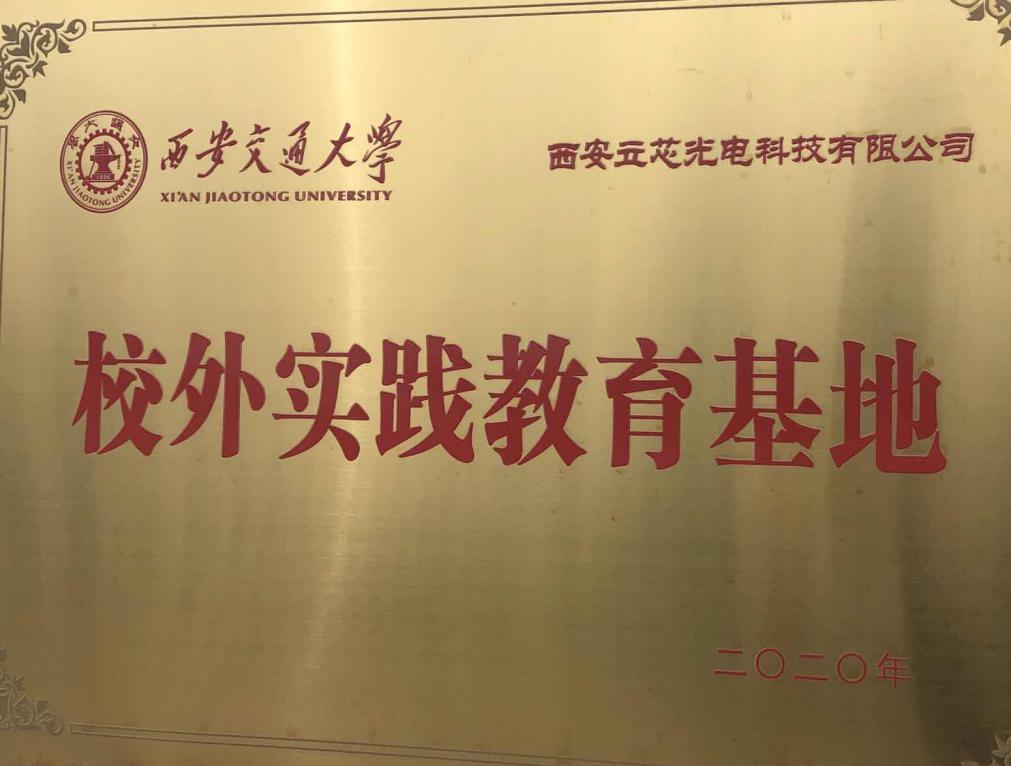 西安交通大學
XI'AN JIAOTONG UNIVERSITY
西安立芯光电科技有限公司
校外实践教育基地
二〇二〇年